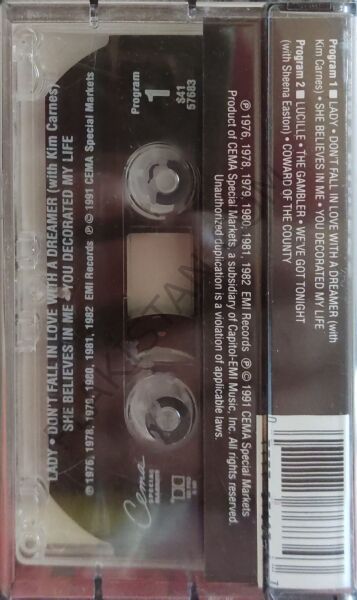 Program 1 ■ LADY • DON'T FALL IN LOVE WITH A DREAMER (with
Kim Carnes) • SHE BELIEVES IN ME • YOU DECORATED MY LIFE
Program 2 ■ LUCILLE • THE GAMBLER • WE'VE GOT TONIGHT
(with Sheena Easton) • COWARD OF THE COUNTY
℗ 1976, 1978, 1979, 1980, 1981, 1982 EMI Records ℗ © 1991 CEMA Special Markets
Product of CEMA Special Markets, a subsidiary of Capitol-EMI Music, Inc. All rights reserved.
Unauthorized duplication is a violation of applicable laws.
Program
1
S41
57683
Cema
SPECIAL
MARKETS
LADY • DON'T FALL IN LOVE WITH A DREAMER (with Kim Carnes)
SHE BELIEVES IN ME • YOU DECORATED MY LIFE
℗ 1976, 1978, 1979, 1980, 1981, 1982 EMI Records ℗ © 1991 CEMA Special Markets